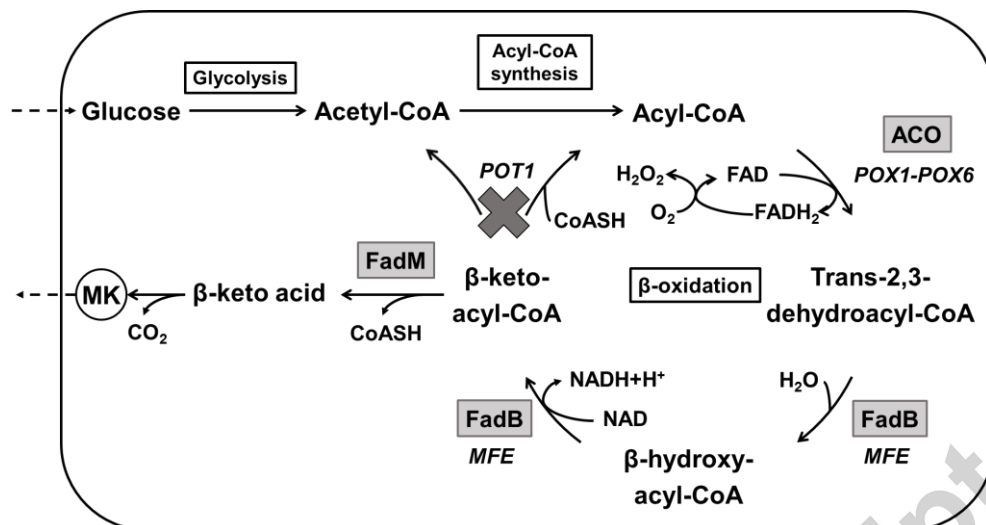 Acyl-CoA
synthesis
Glycolysis
Glucose
Acetyl-CoA
Acyl-CoA
ACO
POX1-POX6
POT1
H₂O₂
FAD
O₂
FADH₂
CoASH
FadM
MK
β-keto acid
CO₂
CoASH
β-keto-
acyl-CoA
β-oxidation
Trans-2,3-
dehydroacyl-CoA
NADH+H⁺
NAD
FadB
MFE
H₂O
FadB
MFE
β-hydroxy-
acyl-CoA